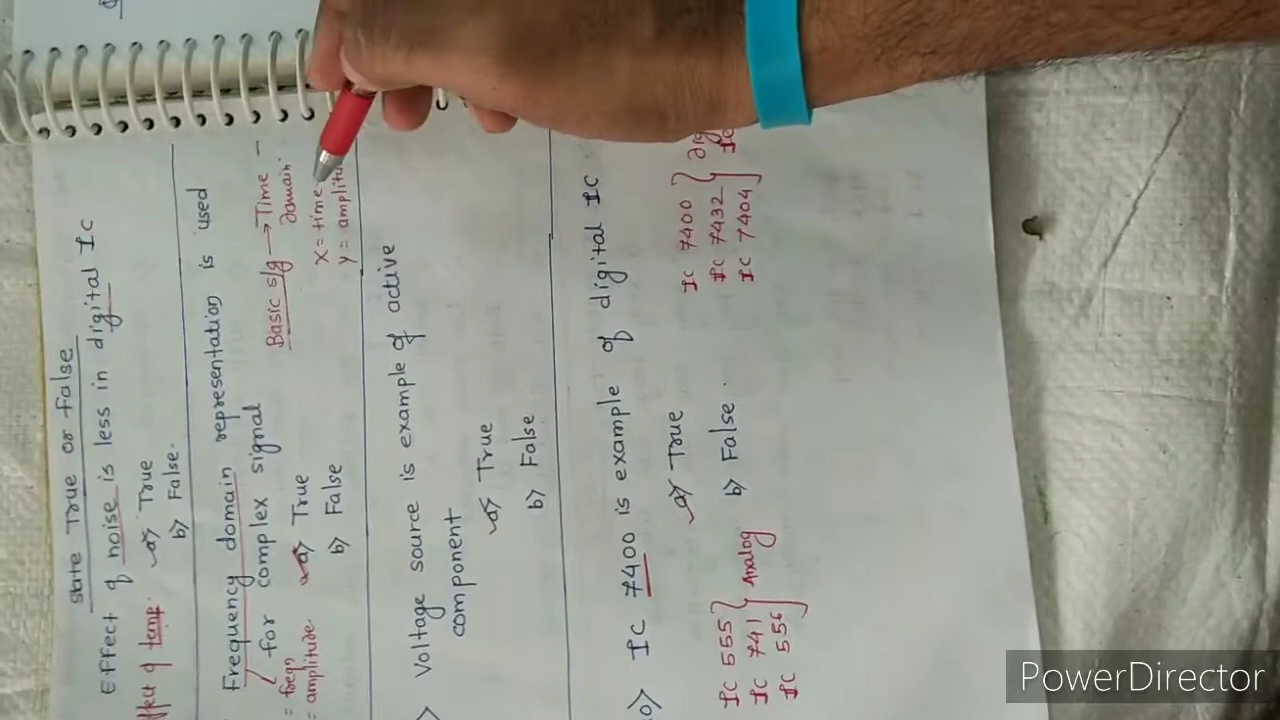 State True or False
Effect of noise is less in digital IC
a) True
b) False.
of temp.
Frequency domain representation is used
for complex signal
a) True
b) False
= freqn
= amplitude
Basic s/g → Time -
domain.
x = time
y =
Voltage source is example of active
component
a) True
b) False
IC 7400 is example of digital IC
a) True
b) False.
IC 555
IC 741 } Analog
IC 556
IC 7400
IC 7432
IC 7404
PowerDirector